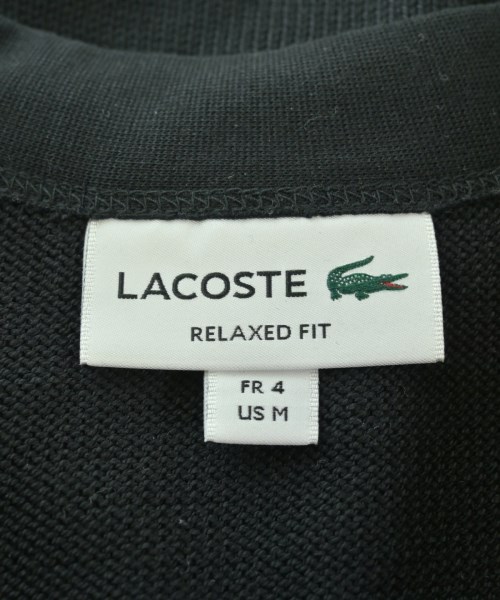 LACOSTE
RELAXED FIT
FR 4
US M